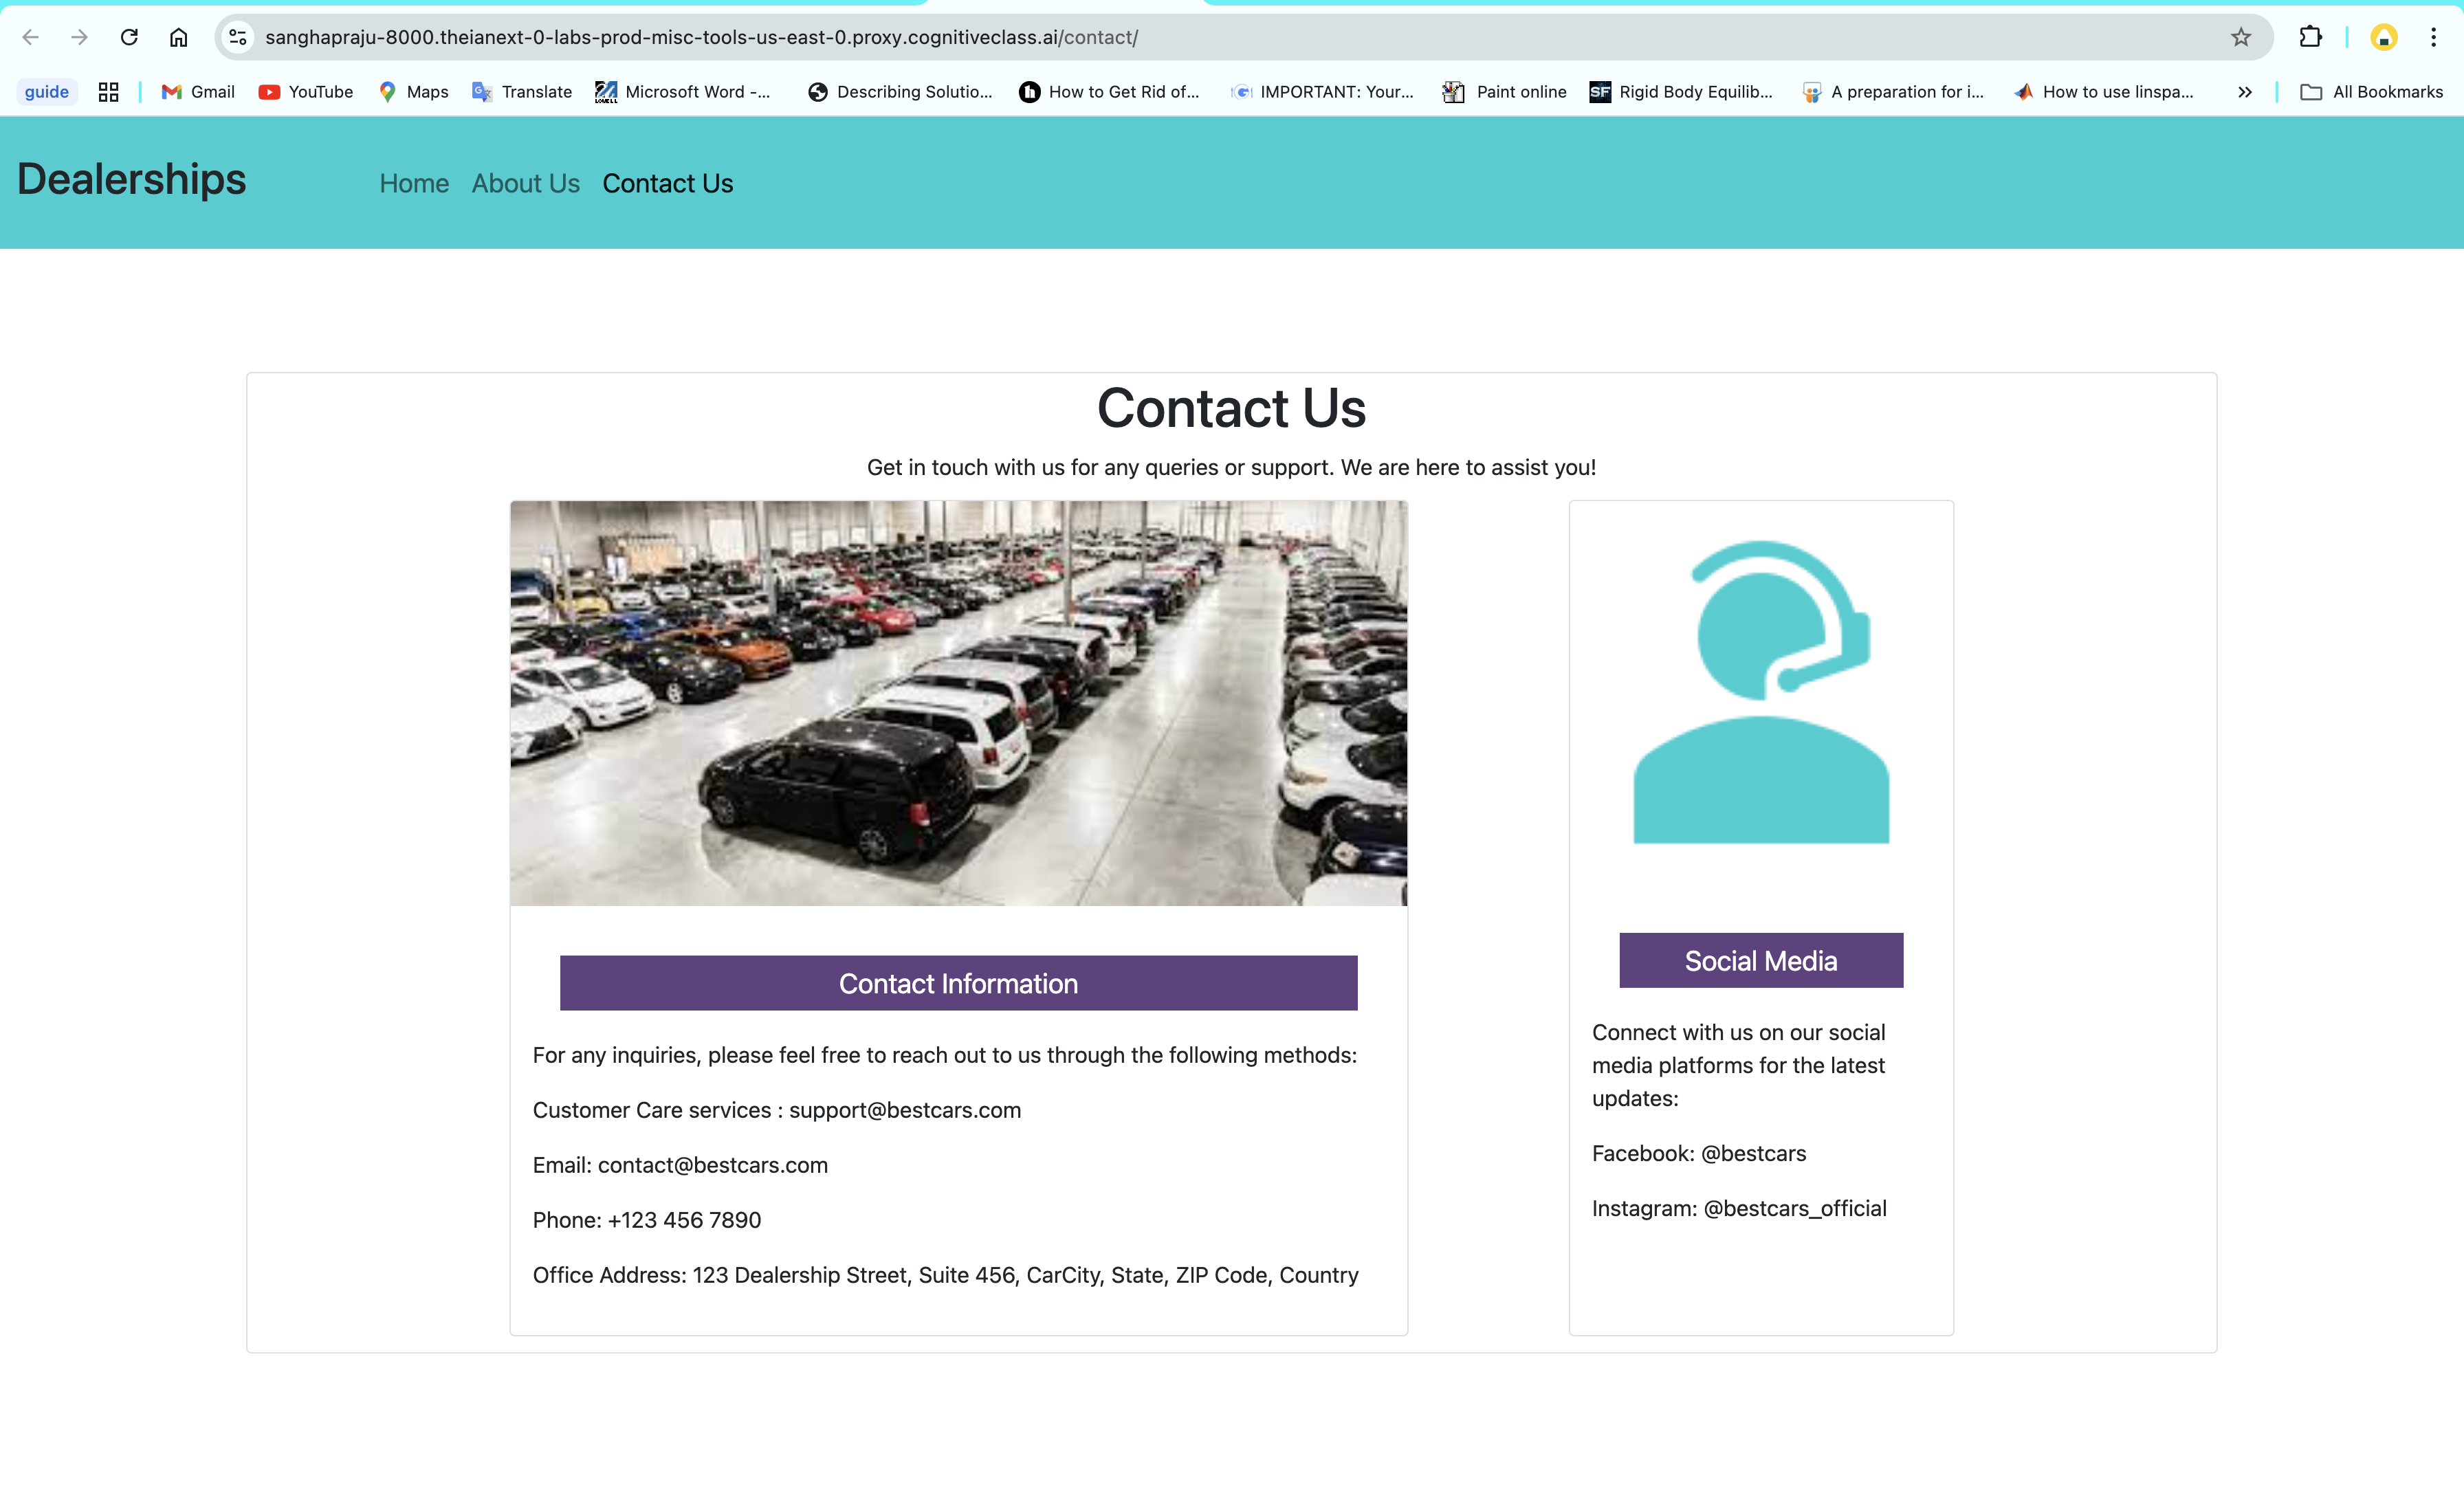 sanghapraju-8000.theianext-0-labs-prod-misc-tools-us-east-0.proxy.cognitiveclass.ai/contact/
guide Gmail YouTube Maps Translate Microsoft Word -... Describing Solutio... How to Get Rid of... IMPORTANT: Your... SF Paint online Rigid Body Equilib... A preparation for i... How to use linspa... All Bookmarks
Dealerships Home About Us Contact Us
Contact Us
Get in touch with us for any queries or support. We are here to assist you!
Contact Information
For any inquiries, please feel free to reach out to us through the following methods:
Customer Care services : support@bestcars.com
Email: contact@bestcars.com
Phone: +123 456 7890
Office Address: 123 Dealership Street, Suite 456, CarCity, State, ZIP Code, Country
Social Media
Connect with us on our social
media platforms for the latest
updates:
Facebook: @bestcars
Instagram: @bestcars_official